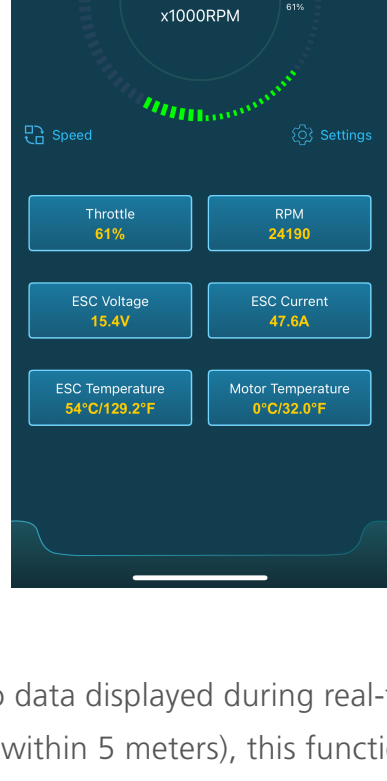 x1000RPM
61%
Speed
Settings
Throttle
61%
RPM
24190
ESC Voltage
15.4V
ESC Current
47.6A
ESC Temperature
54°C/129.2°F
Motor Temperature
0°C/32.0°F
data displayed during real-
within 5 meters), this